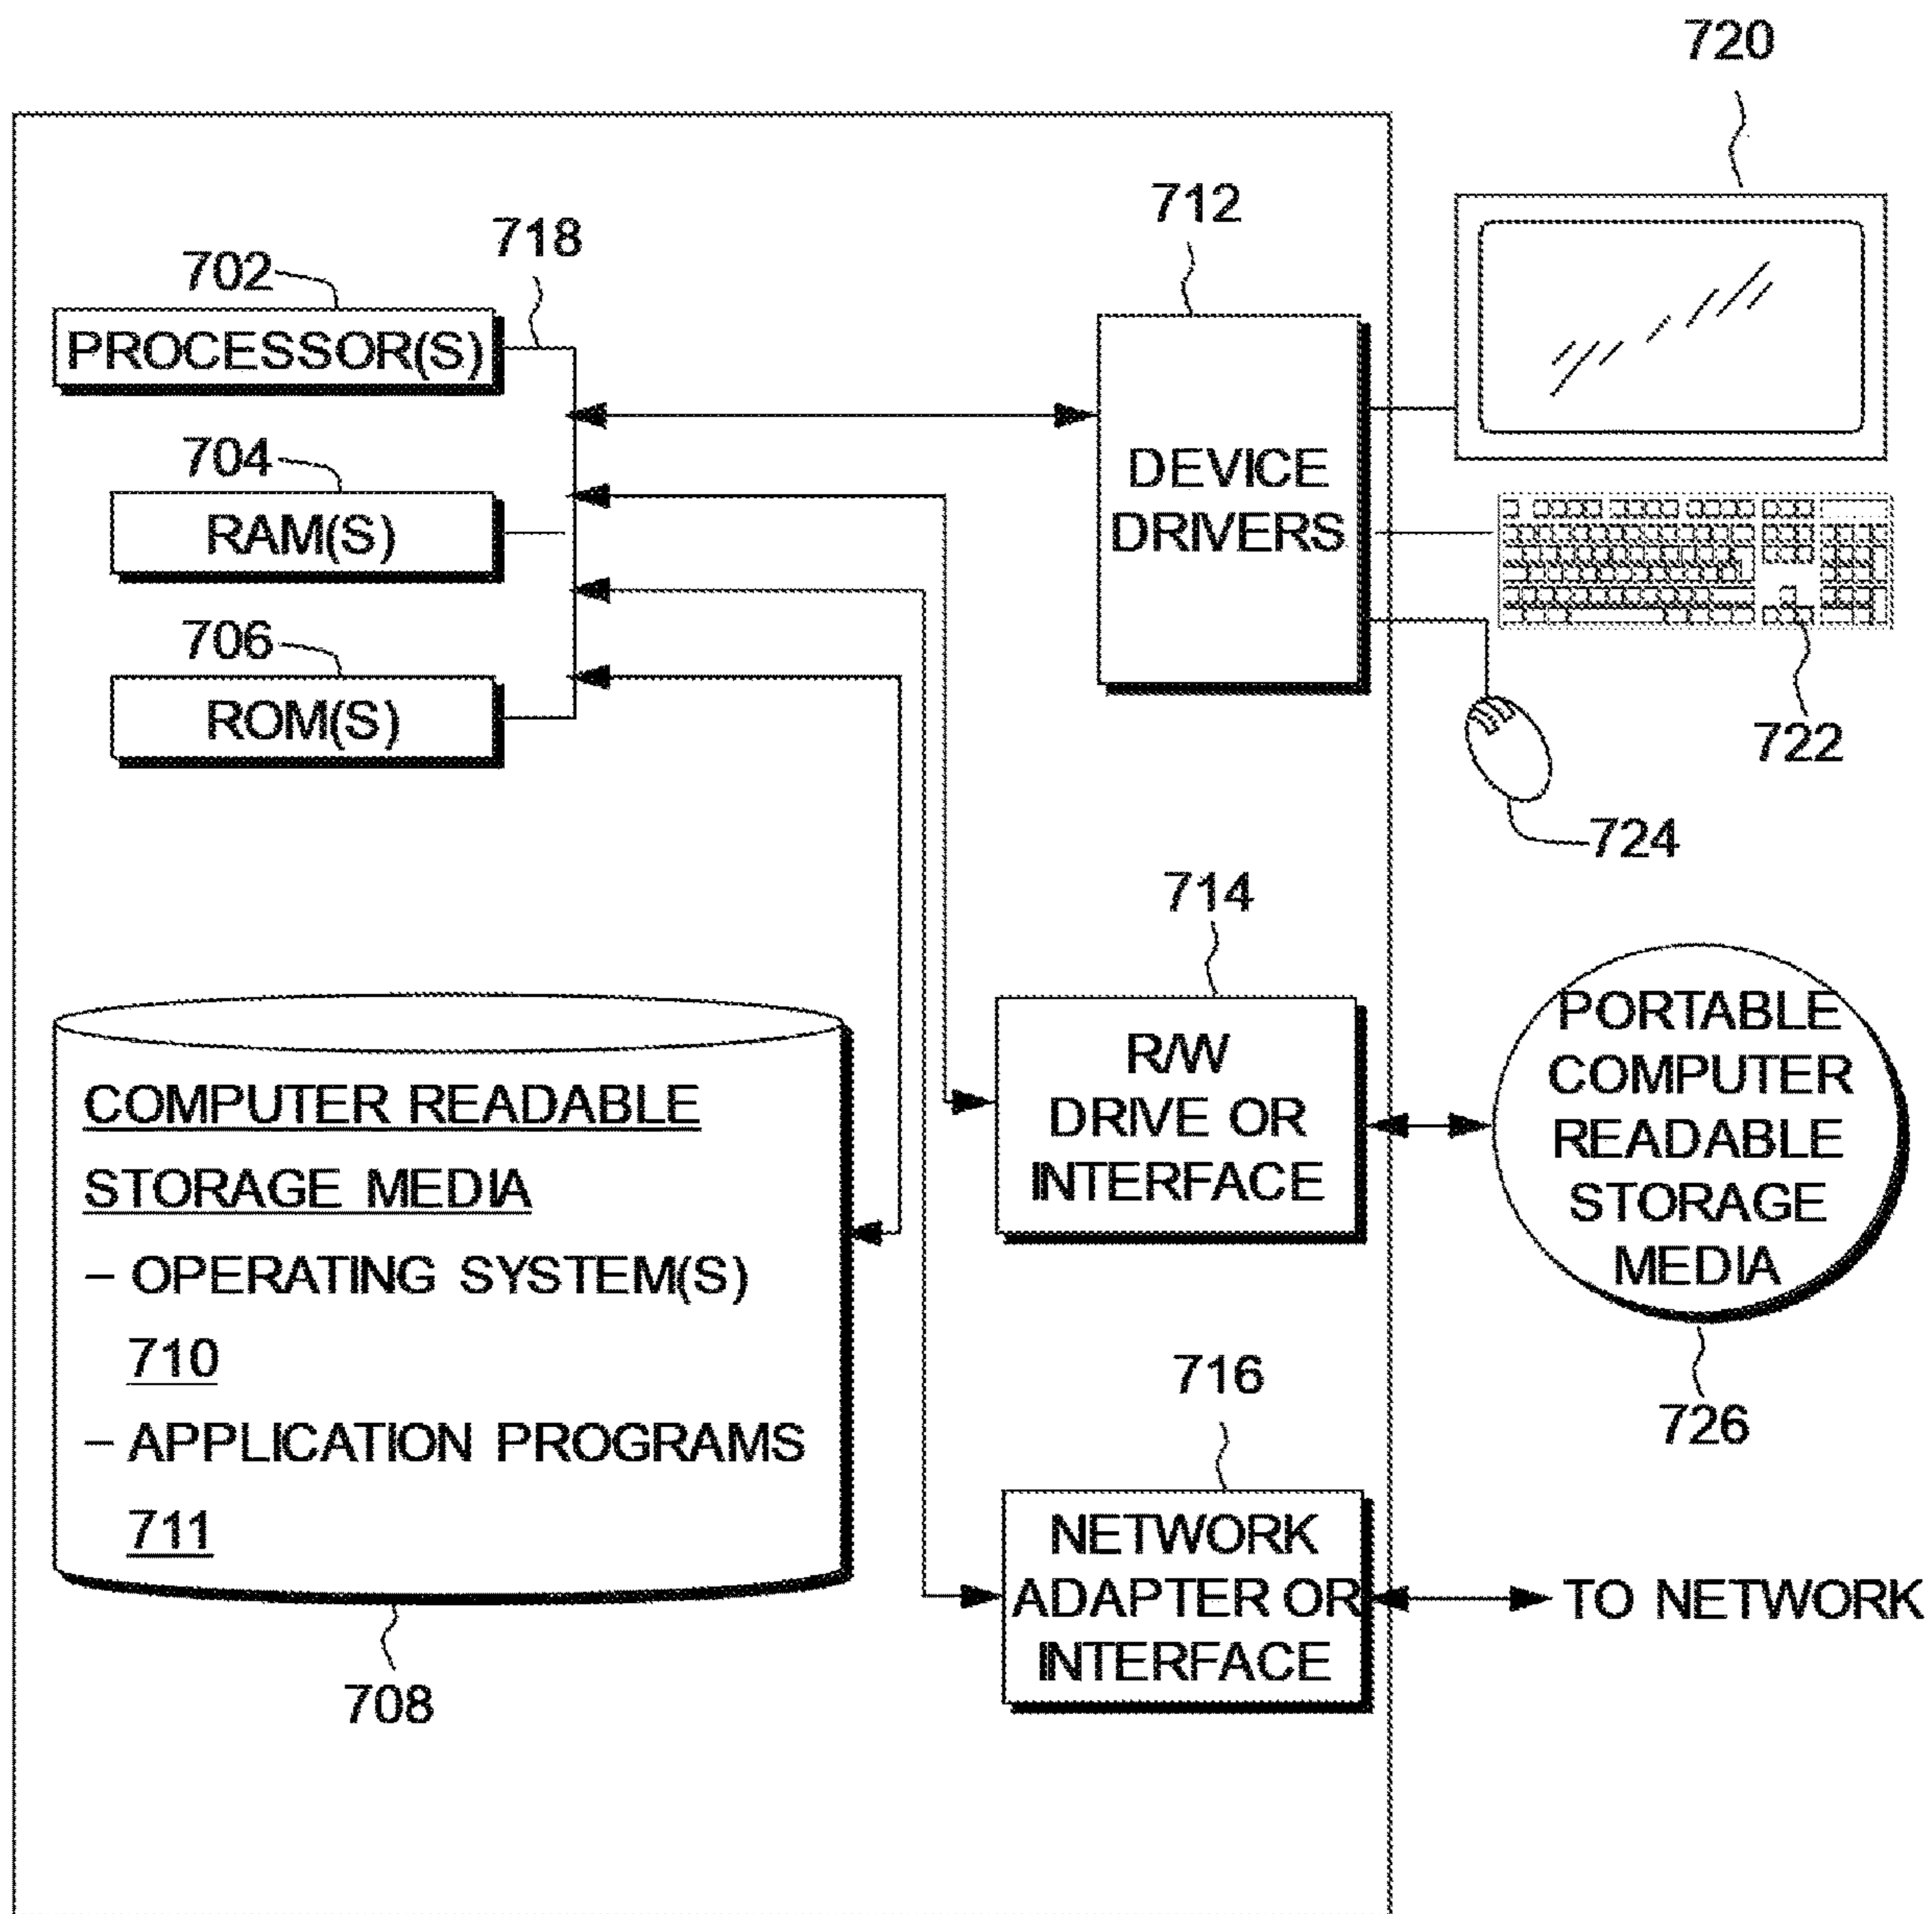 720
712
718
702
PROCESSOR(S)
704
RAM(S)
DEVICE
DRIVERS
706
ROM(S)
722
724
714
R/W
DRIVE OR
INTERFACE
PORTABLE
COMPUTER
READABLE
STORAGE
MEDIA
726
COMPUTER READABLE
STORAGE MEDIA
– OPERATING SYSTEM(S)
710
– APPLICATION PROGRAMS
711
708
716
NETWORK
ADAPTER OR
INTERFACE
TO NETWORK